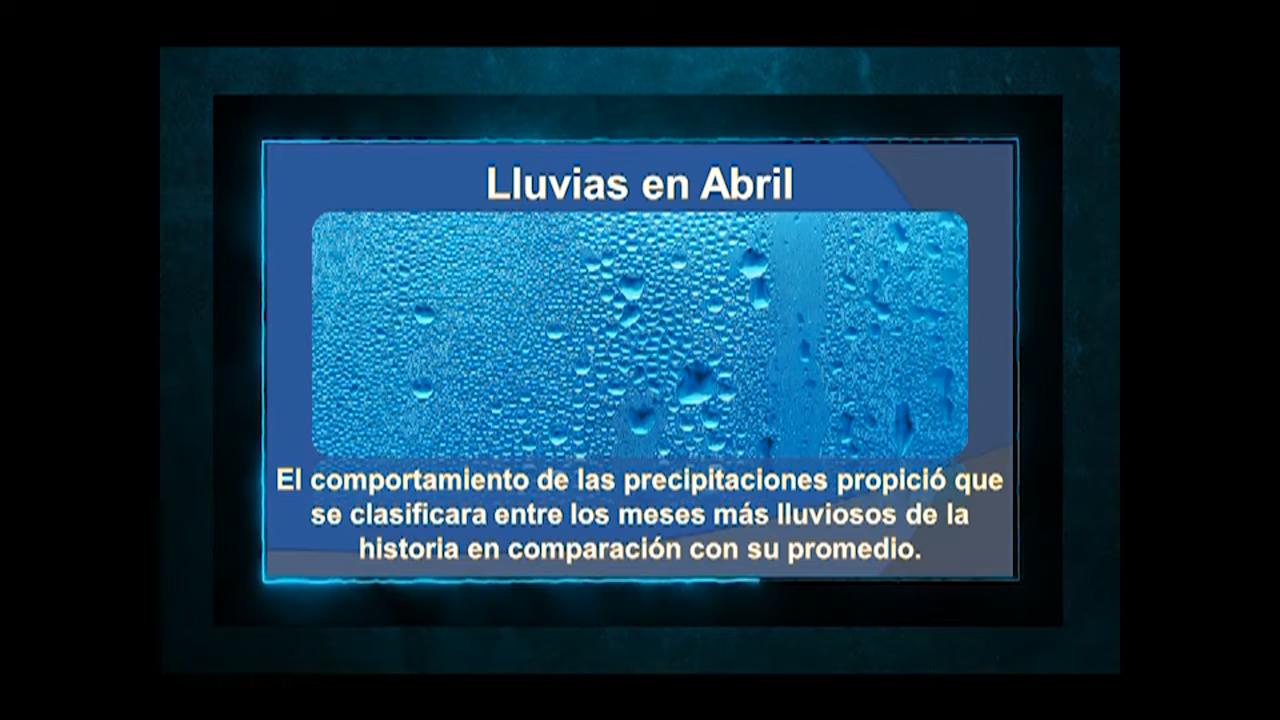 Lluvias en Abril
El comportamiento de las precipitaciones propició que
se clasificara entre los meses más lluviosos de la
historia en comparación con su promedio.